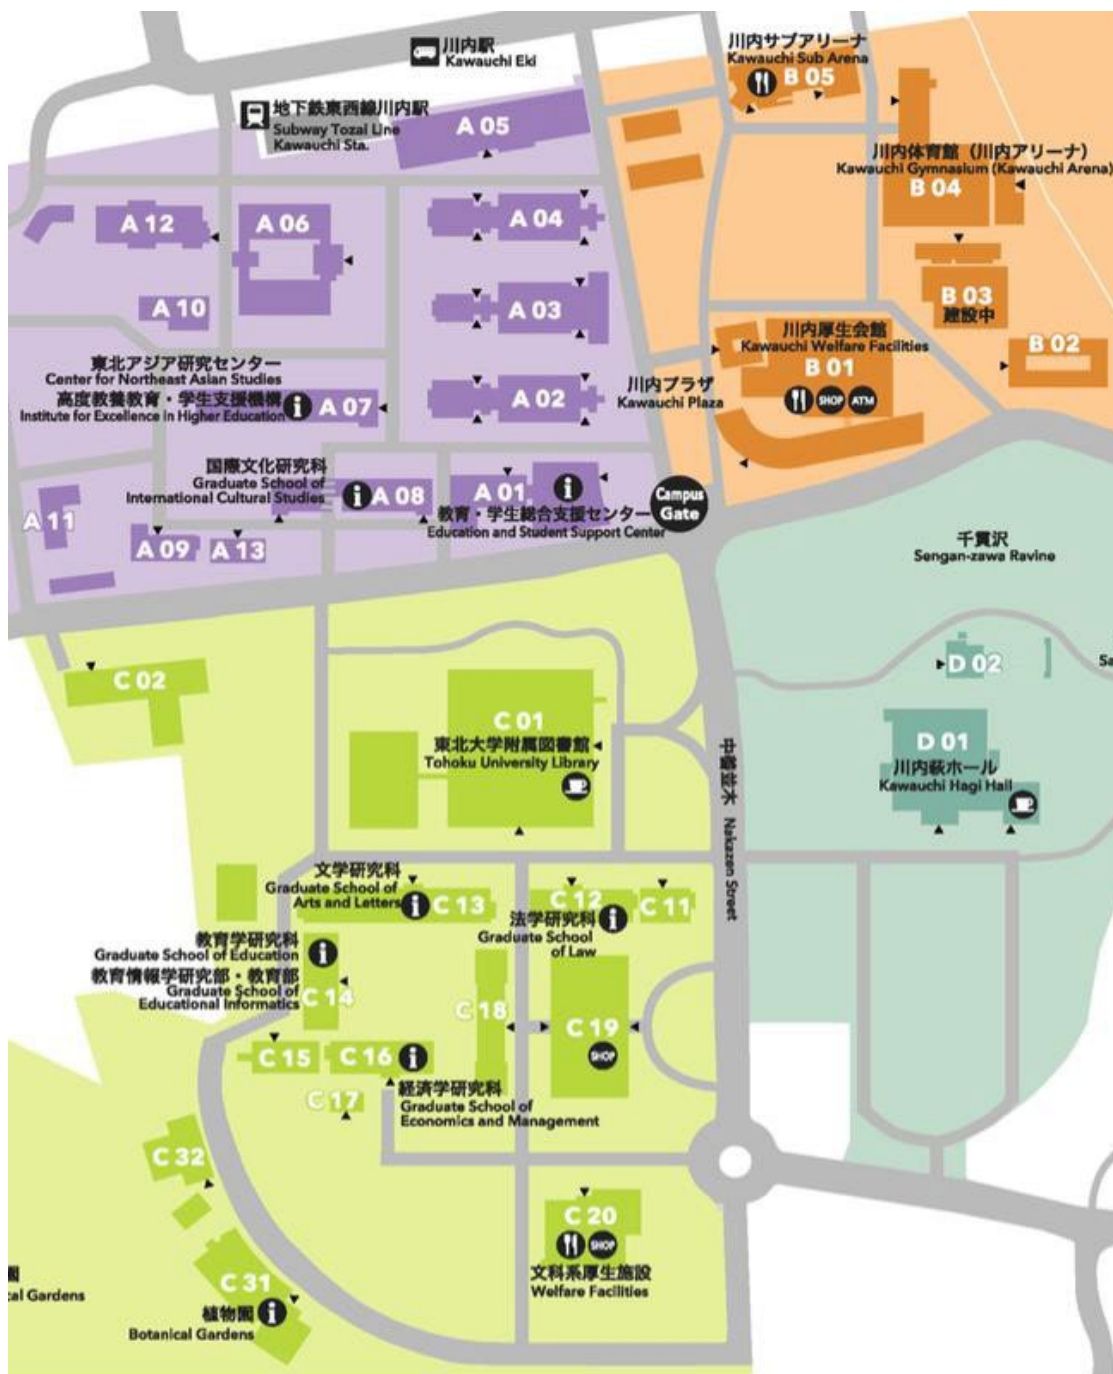 川内駅
Kawauchi Eki
川内サブアリーナ
Kawauchi Sub Arena
B 05
地下鉄東西線川内駅
Subway Tozai Line
Kawauchi Sta.
A 05
川内体育館（川内アリーナ）
Kawauchi Gymnasium (Kawauchi Arena)
B 04
A 12
A 06
A 04
A 10
A 03
B 03
建設中
川内厚生会館
Kawauchi Welfare Facilities
B 01
SHOP
ATM
B 02
東北アジア研究センター
Center for Northeast Asian Studies
高度教養教育・学生支援機構
Institute for Excellence in Higher Education
i
A 07
A 02
川内プラザ
Kawauchi Plaza
国際文化研究科
Graduate School of
International Cultural Studies
i
A 08
A 01
i
教育・学生総合支援センター
Education and Student Support Center
Campus
Gate
A 11
A 09
A 13
千貫沢
Sengan-zawa Ravine
C 02
D 02
Sa
C 01
東北大学附属図書館
Tohoku University Library
中善並木 Nakazen Street
D 01
川内萩ホール
Kawauchi Hagi Hall
文学研究科
Graduate School of
Arts and Letters
i
C 13
C 12
C 11
法学研究科
i
Graduate School
of Law
教育学研究科
Graduate School of Education
i
教育情報学研究部・教育部
Graduate School of
Educational Informatics
C 14
C 18
C 19
SHOP
C 15
C 16
i
経済学研究科
Graduate School of
Economics and Management
C 17
C 32
C 20
SHOP
文科系厚生施設
Welfare Facilities
園
cal Gardens
C 31
植物園
i
Botanical Gardens